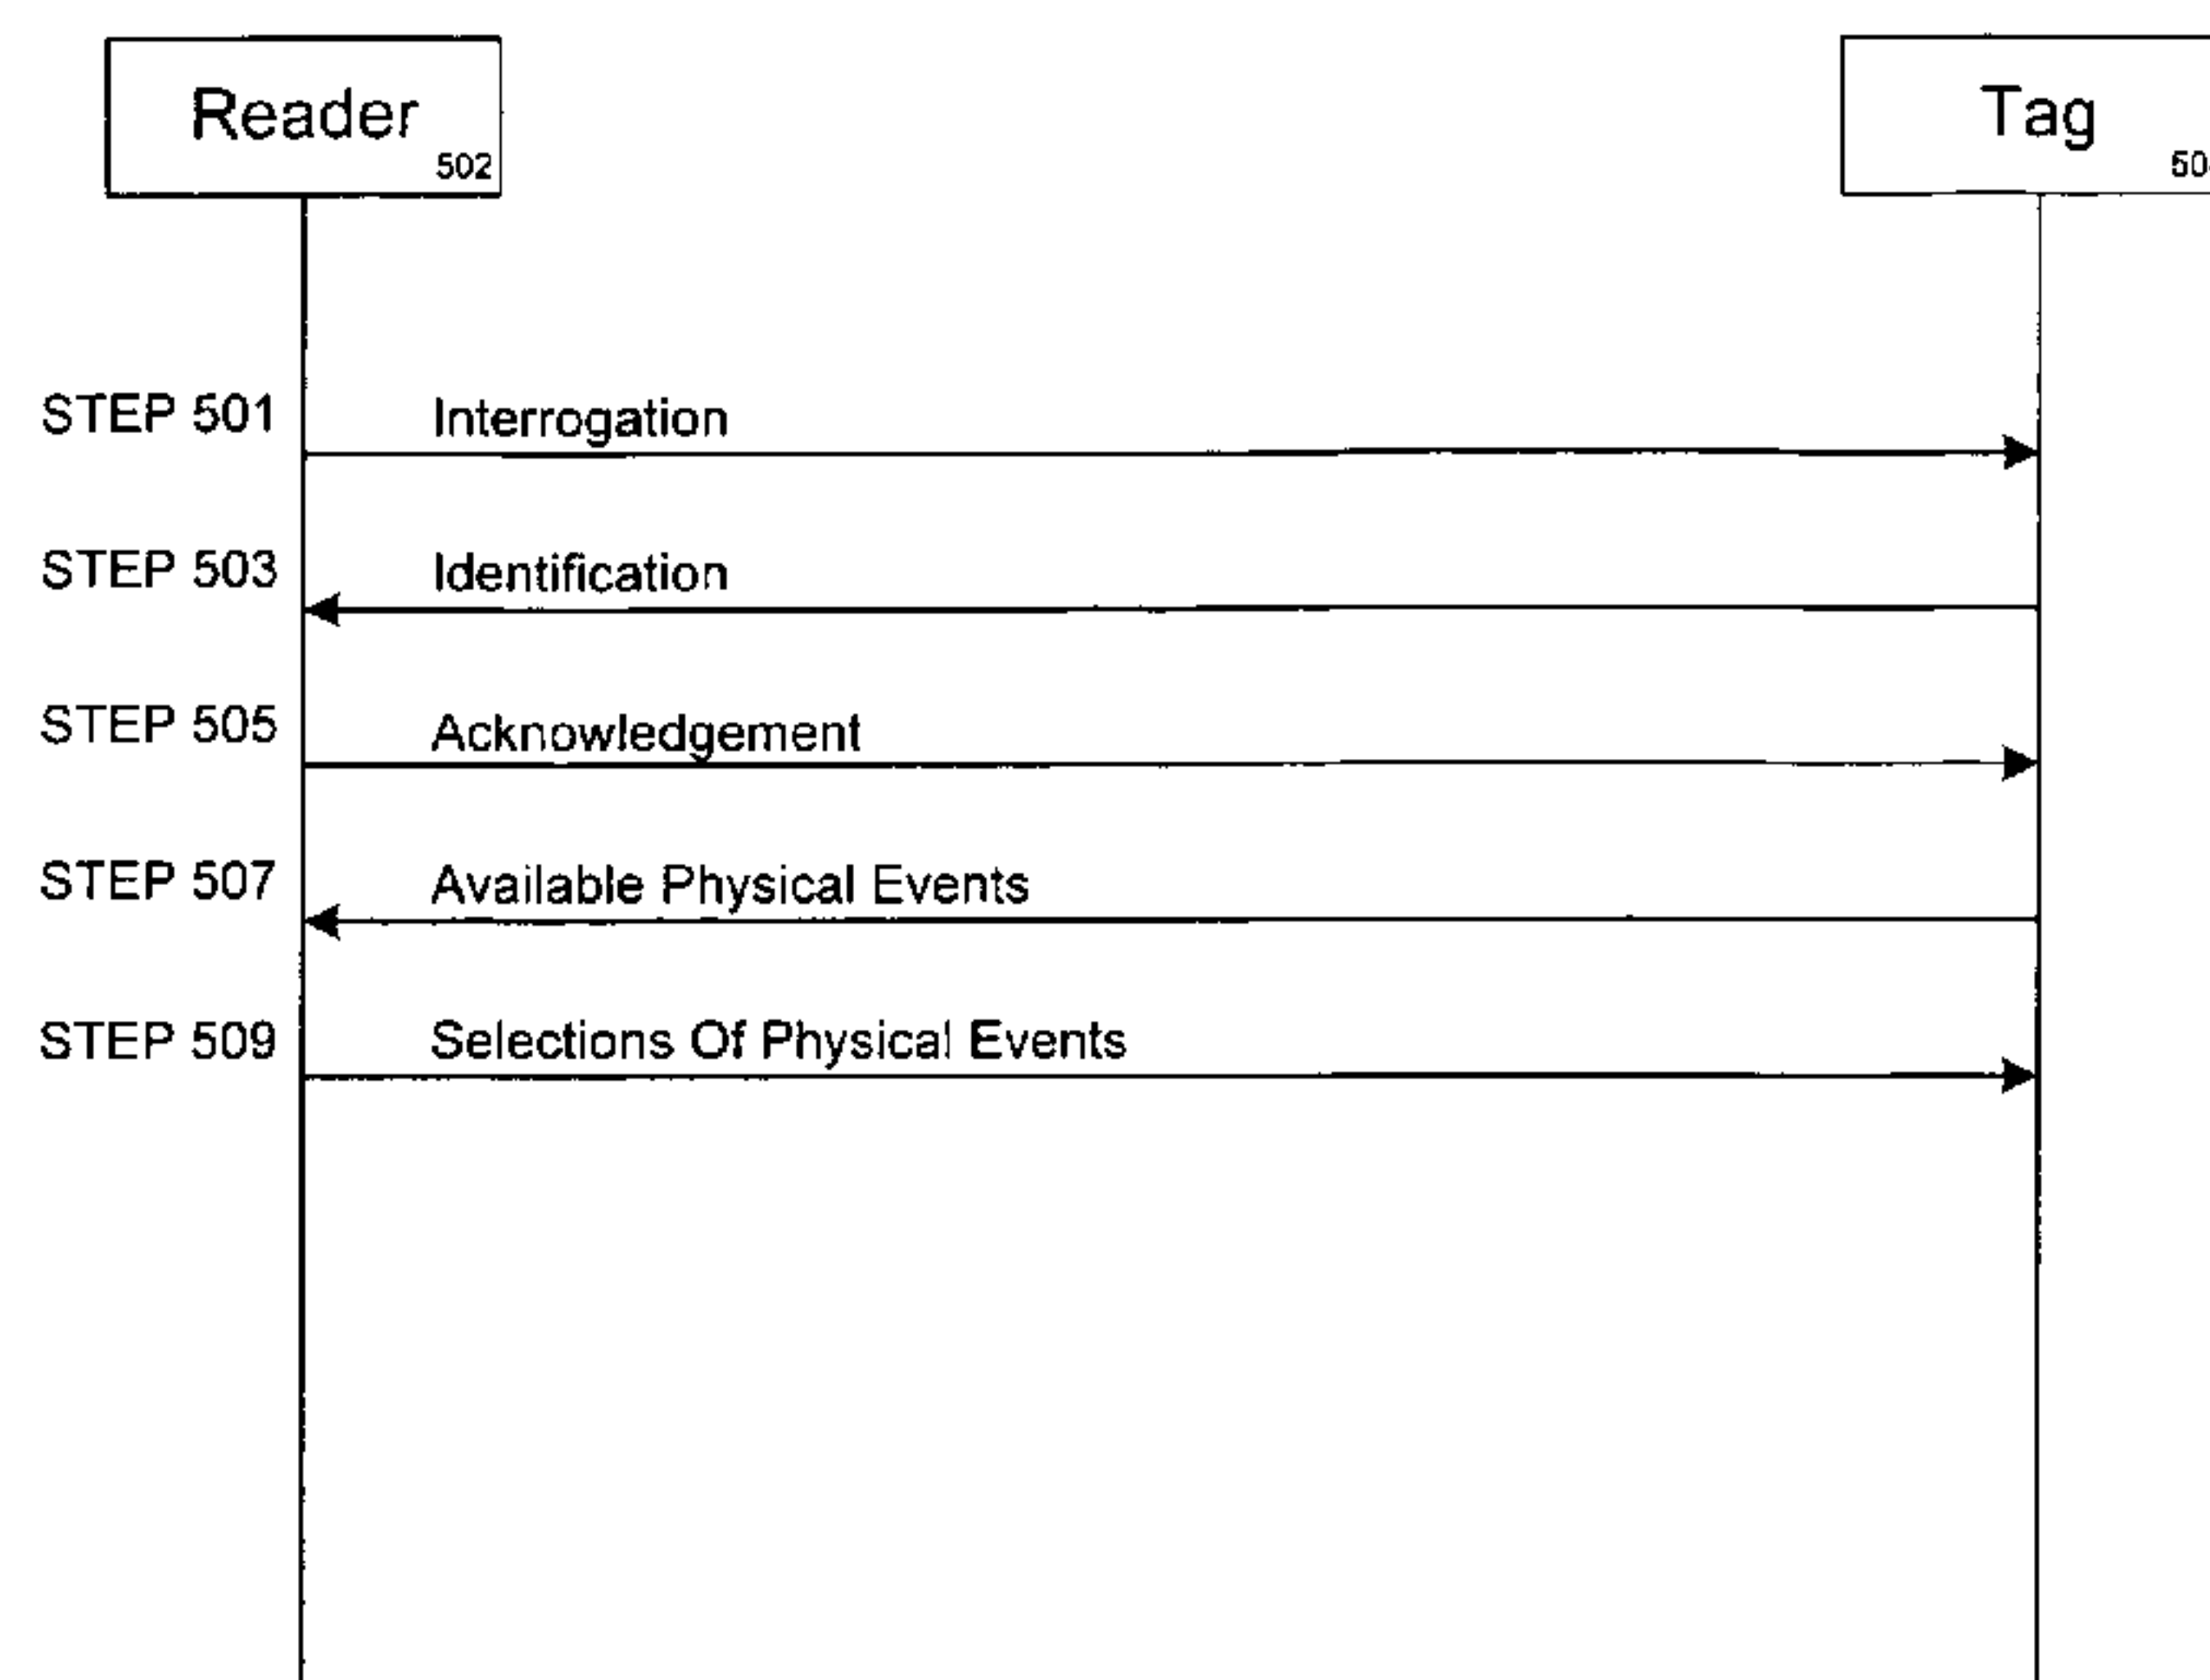 Reader
502
Tag
STEP 501 Interrogation
STEP 503 Identification
STEP 505 Acknowledgement
STEP 507 Available Physical Events
STEP 509 Selections Of Physical Events